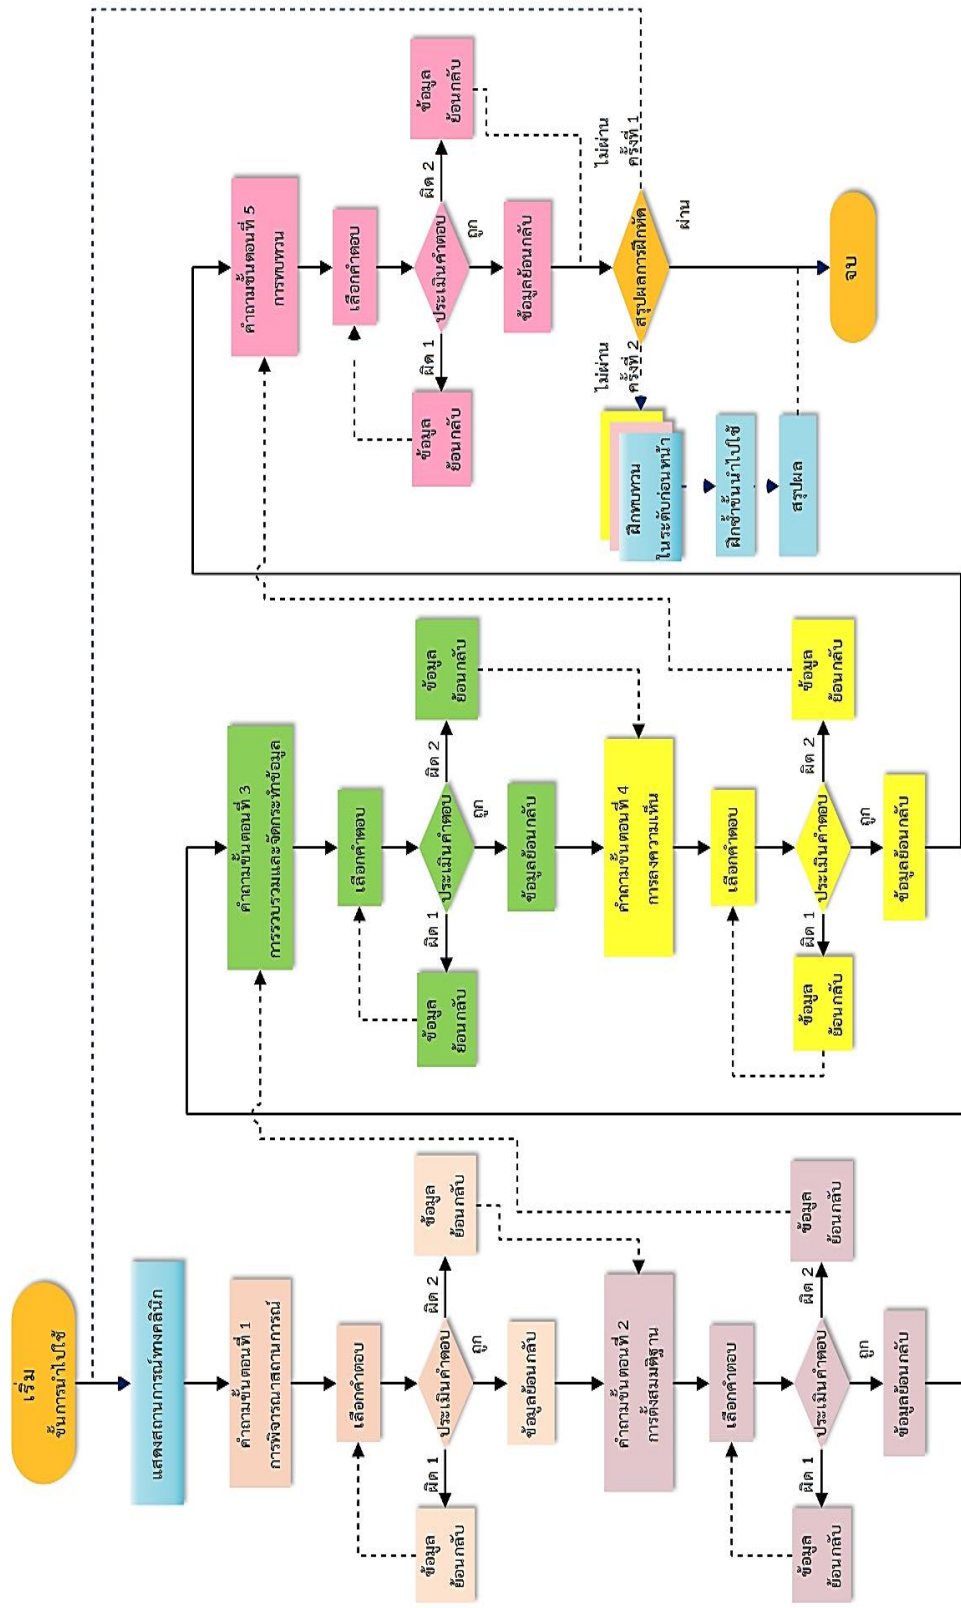 เริ่ม
ขั้นการนำไปใช้
แสดงสถานการณ์ทางคลินิก
คำถามขั้นตอนที่ 1
การพิจารณาสถานการณ์
เลือกคำตอบ
ประเมินคำตอบ
ผิด 1
ข้อมูล
ย้อนกลับ
ผิด 2
ข้อมูล
ย้อนกลับ
ถูก
ข้อมูลย้อนกลับ
คำถามขั้นตอนที่ 2
การตั้งสมมติฐาน
เลือกคำตอบ
ประเมินคำตอบ
ผิด 1
ข้อมูล
ย้อนกลับ
ผิด 2
ข้อมูล
ย้อนกลับ
ถูก
ข้อมูลย้อนกลับ
คำถามขั้นตอนที่ 3
การรวบรวมและจัดกระทำข้อมูล
เลือกคำตอบ
ประเมินคำตอบ
ผิด 1
ข้อมูล
ย้อนกลับ
ผิด 2
ข้อมูล
ย้อนกลับ
ถูก
ข้อมูลย้อนกลับ
คำถามขั้นตอนที่ 4
การลงความเห็น
เลือกคำตอบ
ประเมินคำตอบ
ผิด 1
ข้อมูล
ย้อนกลับ
ผิด 2
ข้อมูล
ย้อนกลับ
ถูก
ข้อมูลย้อนกลับ
คำถามขั้นตอนที่ 5
การทบทวน
เลือกคำตอบ
ประเมินคำตอบ
ผิด 1
ข้อมูล
ย้อนกลับ
ผิด 2
ข้อมูล
ย้อนกลับ
ถูก
ข้อมูลย้อนกลับ
สรุปผลการฝึกหัด
ไม่ผ่าน
ครั้งที่ 1
ไม่ผ่าน
ครั้งที่ 2
ผ่าน
ฝึกทบทวน
ในระดับก่อนหน้า
ฝึกซ้ำขั้นนำไปใช้
สรุปผล
จบ